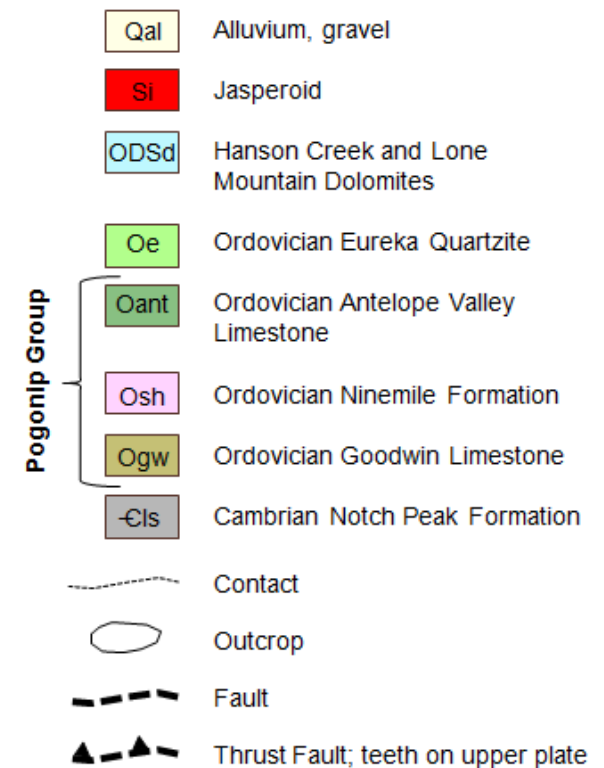 Qal Alluvium, gravel
Si Jasperoid
ODSd Hanson Creek and Lone
Mountain Dolomites
Oe Ordovician Eureka Quartzite
Pogonip Group
Oant Ordovician Antelope Valley
Limestone
Osh Ordovician Ninemile Formation
Ogw Ordovician Goodwin Limestone
-Cls Cambrian Notch Peak Formation
Contact
Outcrop
Fault
Thrust Fault; teeth on upper plate